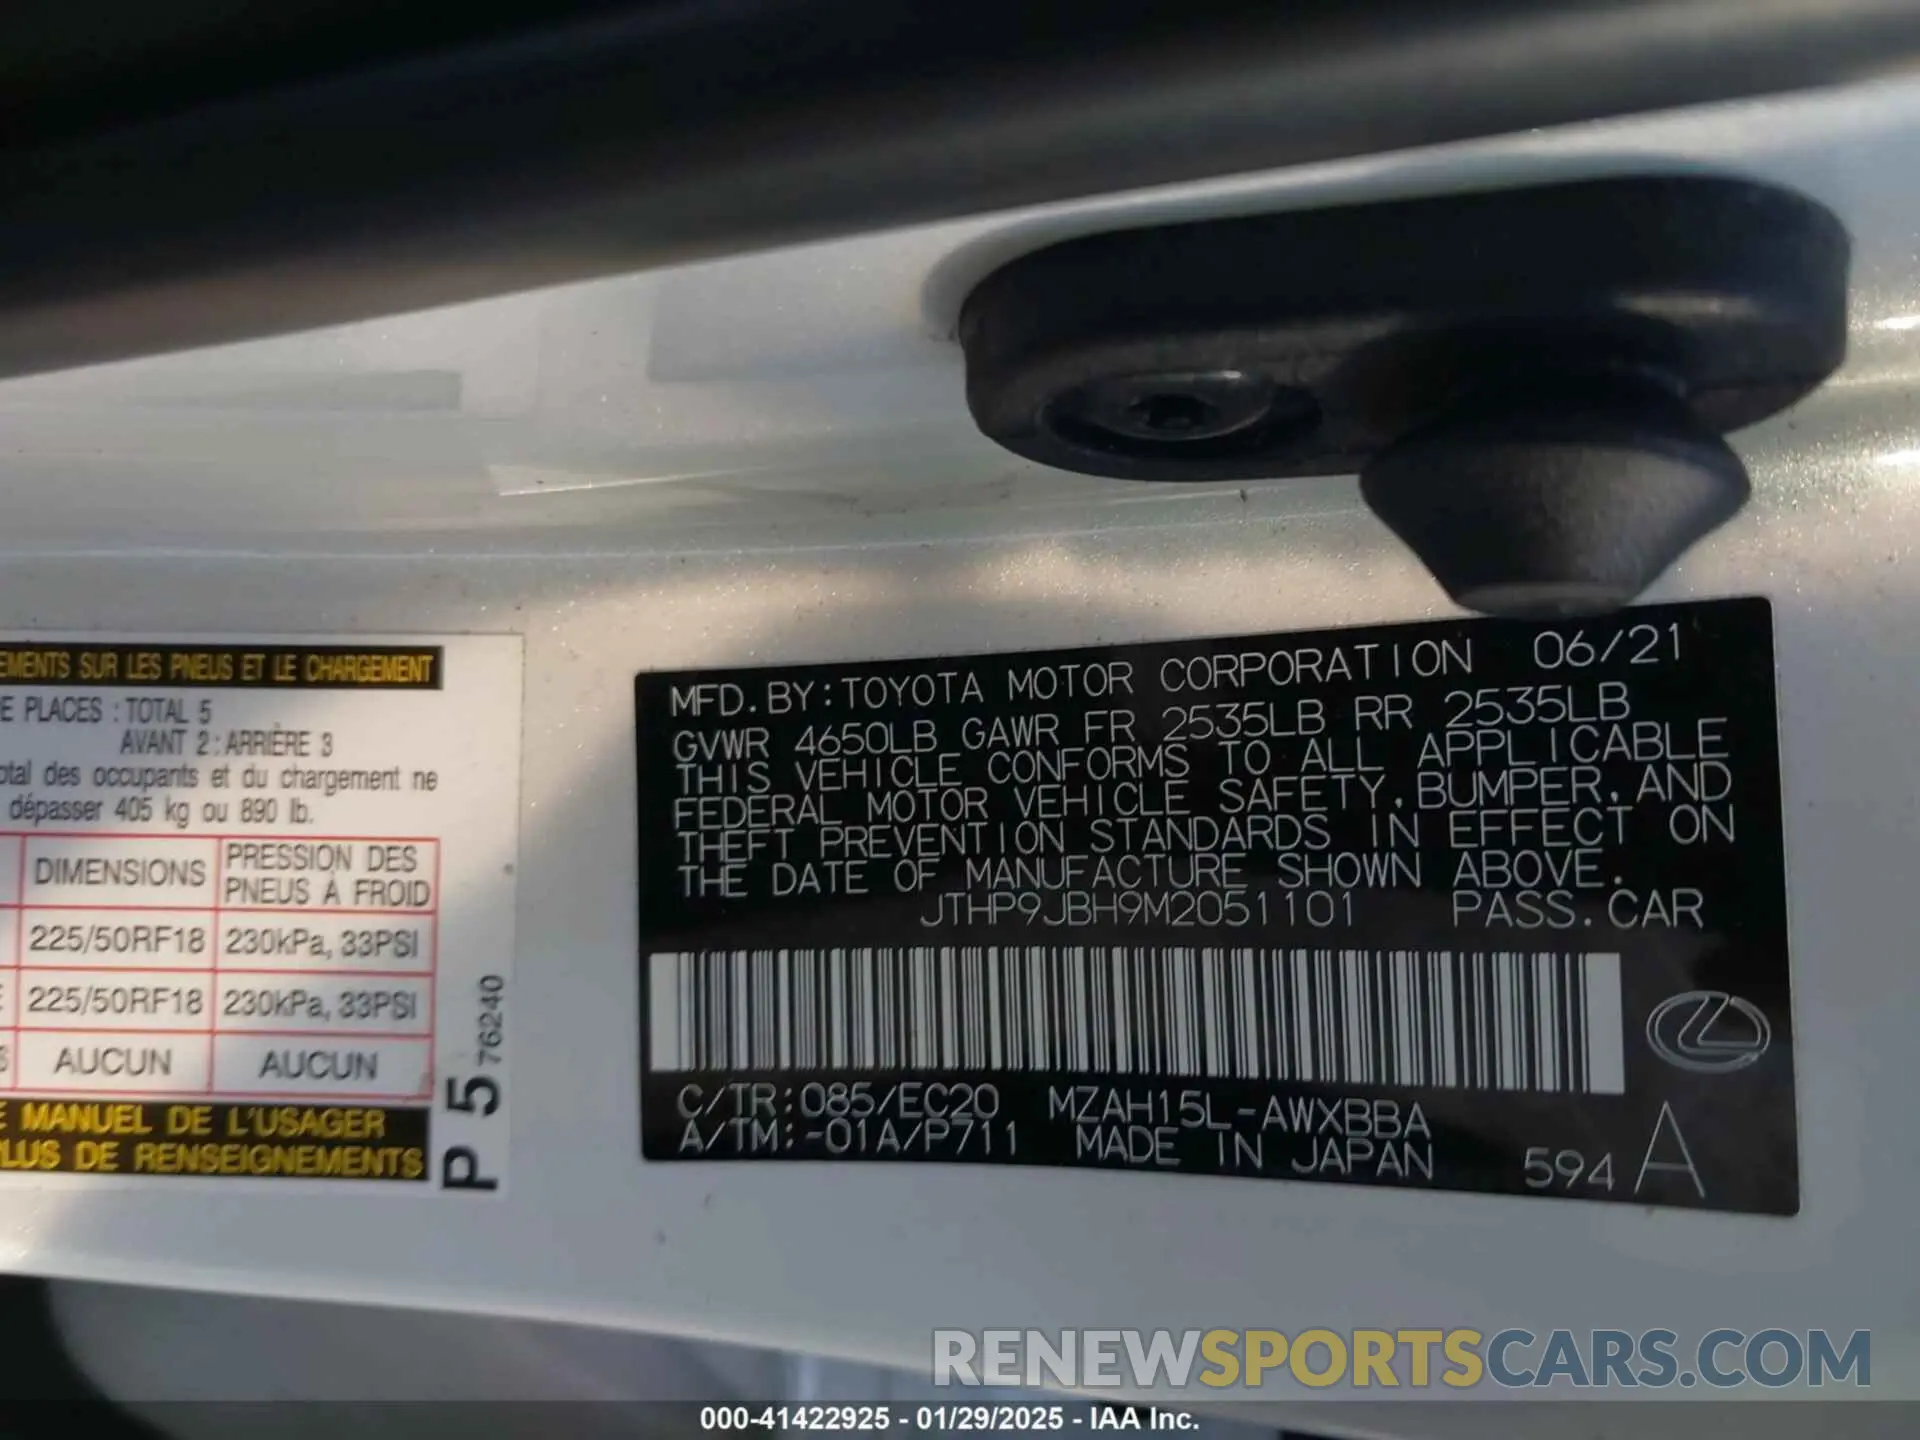 EMENTS SUR LES PNEUS ET LE CHARGEMENT
E PLACES : TOTAL 5
AVANT 2 : ARRIÈRE 3
otal des occupants et du chargement ne
dépasser 405 kg ou 890 lb.
DIMENSIONS PRESSION DES PNEUS À FROID
225/50RF18 230kPa, 33PSI
E 225/50RF18 230kPa, 33PSI
S AUCUN AUCUN
E MANUEL DE L'USAGER
PLUS DE RENSEIGNEMENTS
P 5 76240
MFD. BY: TOYOTA MOTOR CORPORATION 06/21
GVWR 4650LB GAWR FR 2535LB RR 2535LB
THIS VEHICLE CONFORMS TO ALL APPLICABLE
FEDERAL MOTOR VEHICLE SAFETY, BUMPER, AND
THEFT PREVENTION STANDARDS IN EFFECT ON
THE DATE OF MANUFACTURE SHOWN ABOVE.
JTHP9JBH9M2051101 PASS. CAR
C/TR: 085/EC20 MZAH15L-AWXBBA
A/TM: -01A/P711 MADE IN JAPAN 594 A
RENEWSPORTSCARS.COM
000-41422925 - 01/29/2025 - IAA Inc.